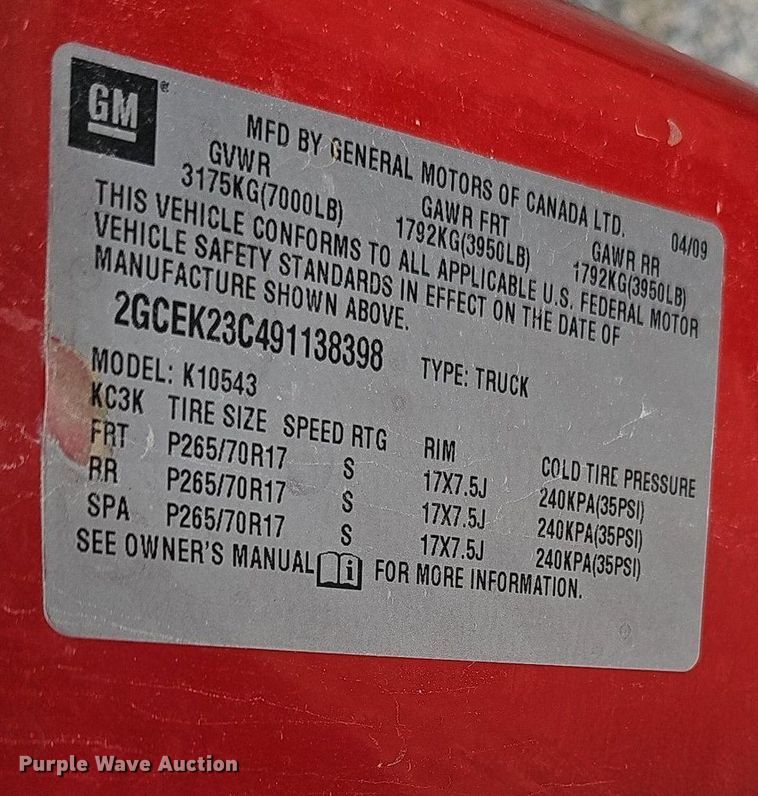 GM ®
MFD BY GENERAL MOTORS OF CANADA LTD. 04/09
GVWR GAWR FRT GAWR RR
3175KG(7000LB) 1792KG(3950LB) 1792KG(3950LB)
THIS VEHICLE CONFORMS TO ALL APPLICABLE U.S. FEDERAL MOTOR
VEHICLE SAFETY STANDARDS IN EFFECT ON THE DATE OF
MANUFACTURE SHOWN ABOVE.
2GCEK23C491138398 TYPE: TRUCK
MODEL: K10543
KC3K TIRE SIZE SPEED RTG RIM COLD TIRE PRESSURE
FRT P265/70R17 S 17X7.5J 240KPA(35PSI)
RR P265/70R17 S 17X7.5J 240KPA(35PSI)
SPA P265/70R17 S 17X7.5J 240KPA(35PSI)
SEE OWNER'S MANUAL i FOR MORE INFORMATION.
Purple Wave Auction